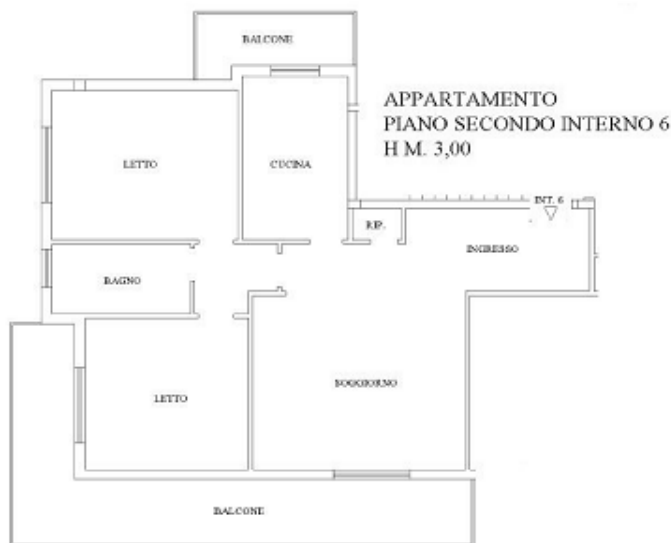 BALCONE
APPARTAMENTO
PIANO SECONDO INTERNO 6
H M. 3,00
LETTO
CUCINA
INT. 6
RIP.
INGRESSO
BAGNO
SOGGIORNO
LETTO
BALCONE